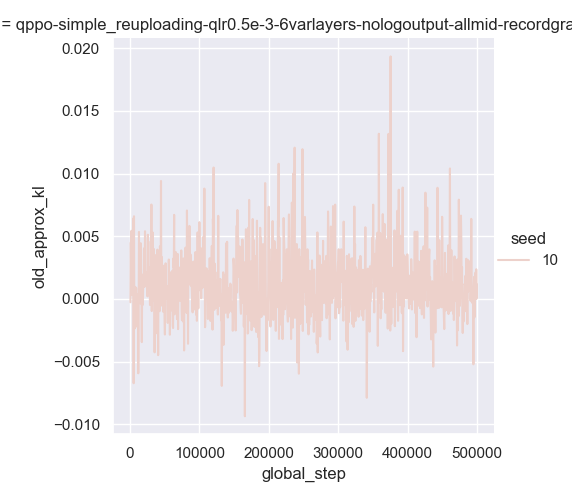 = qppo-simple_reuploading-qlr0.5e-3-6varlayers-nologoutput-allmid-recordgra
0.020
0.015
0.010
0.005
0.000
−0.005
−0.010
old_approx_kl
0 100000 200000 300000 400000 500000
global_step
seed
10